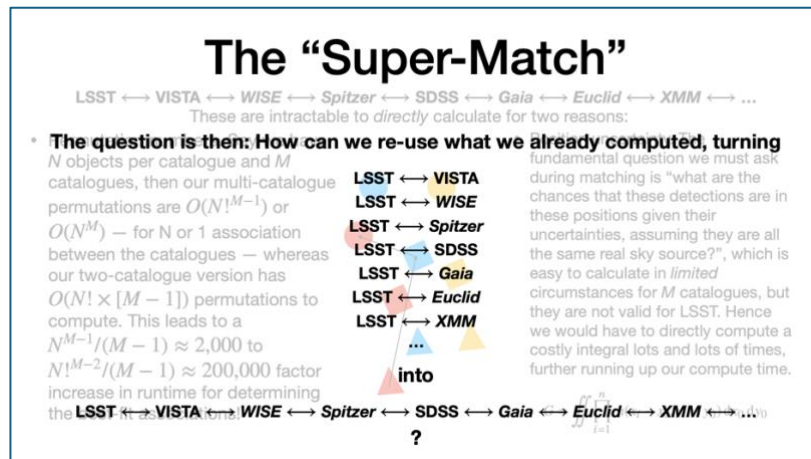 The “Super-Match”
LSST ⟷ VISTA ⟷ WISE ⟷ Spitzer ⟷ SDSS ⟷ Gaia ⟷ Euclid ⟷ XMM ⟷ …
These are intractable to directly calculate for two reasons:
The question is then: How can we re-use what we already computed, turning
N objects per catalogue and M
catalogues, then our multi-catalogue
permutations are O(N!^{M−1}) or
O(N^M) — for N or 1 association
between the catalogues — whereas
our two-catalogue version has
O(N! × [M − 1]) permutations to
compute. This leads to a
N^{M−1}/(M − 1) ≈ 2,000 to
N!^{M−2}/(M − 1) ≈ 200,000 factor
increase in runtime for determining
the
LSST ⟷ VISTA
LSST ⟷ WISE
LSST ⟷ Spitzer
LSST ⟷ SDSS
LSST ⟷ Gaia
LSST ⟷ Euclid
LSST ⟷ XMM
…
into
fundamental question we must ask
during matching is “what are the
chances that these detections are in
these positions given their
uncertainties, assuming they are all
the same real sky source?”, which is
easy to calculate in limited
circumstances for M catalogues, but
they are not valid for LSST. Hence
we would have to directly compute a
costly integral lots and lots of times,
further running up our compute time.
LSST ⟷ VISTA ⟷ WISE ⟷ Spitzer ⟷ SDSS ⟷ Gaia ⟷ Euclid ⟷ XMM ⟷ …
?